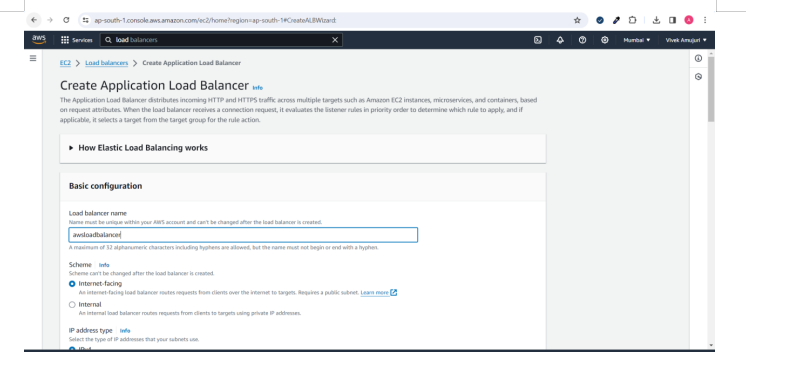 ap-south-1.console.aws.amazon.com/ec2/home?region=ap-south-1#CreateALBWizard:
aws Services load balancers Mumbai Vivek Amujuri
EC2 > Load balancers > Create Application Load Balancer
Create Application Load Balancer Info
The Application Load Balancer distributes incoming HTTP and HTTPS traffic across multiple targets such as Amazon EC2 instances, microservices, and containers, based
on request attributes. When the load balancer receives a connection request, it evaluates the listener rules in priority order to determine which rule to apply, and if
applicable, it selects a target from the target group for the rule action.
How Elastic Load Balancing works
Basic configuration
Load balancer name
Name must be unique within your AWS account and can't be changed after the load balancer is created.
awsloadbalancer
A maximum of 32 alphanumeric characters including hyphens are allowed, but the name must not begin or end with a hyphen.
Scheme Info
Scheme can't be changed after the load balancer is created.
Internet-facing
An internet-facing load balancer routes requests from clients over the internet to targets. Requires a public subnet. Learn more
Internal
An internal load balancer routes requests from clients to targets using private IP addresses.
IP address type Info
Select the type of IP addresses that your subnets use.
IPv4